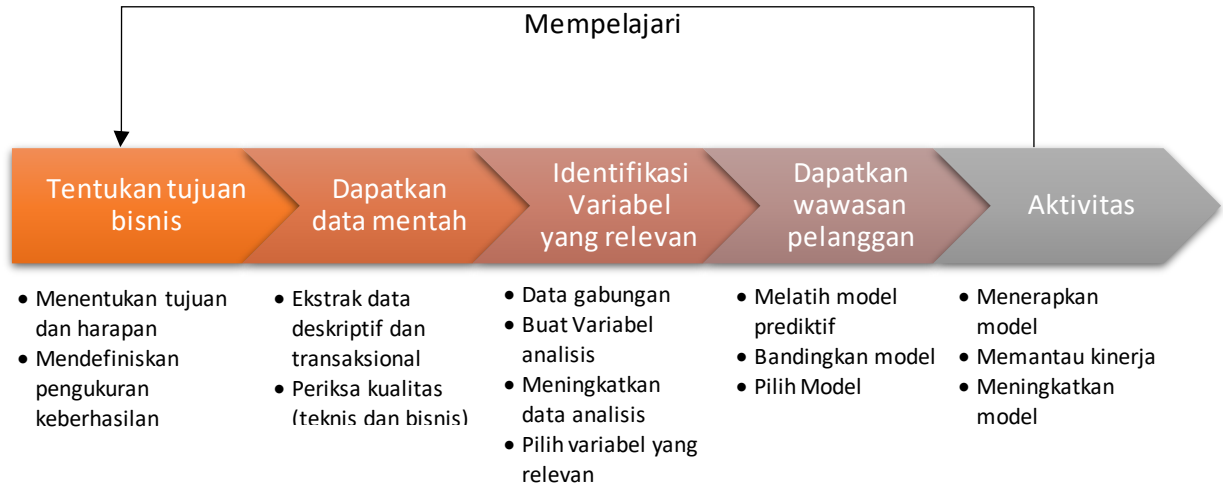 Mempelajari
Tentukan tujuan
bisnis
Dapatkan
data mentah
Identifikasi
Variabel
yang relevan
Dapatkan
wawasan
pelanggan
Aktivitas
• Menentukan tujuan
dan harapan
• Mendefiniskan
pengukuran
keberhasilan
• Ekstrak data
deskriptif dan
transaksional
• Periksa kualitas
(teknis dan bisnis)
• Data gabungan
• Buat Variabel
analisis
• Meningkatkan
data analisis
• Pilih variabel yang
relevan
• Melatih model
prediktif
• Bandingkan model
• Pilih Model
• Menerapkan
model
• Memantau kinerja
• Meningkatkan
model